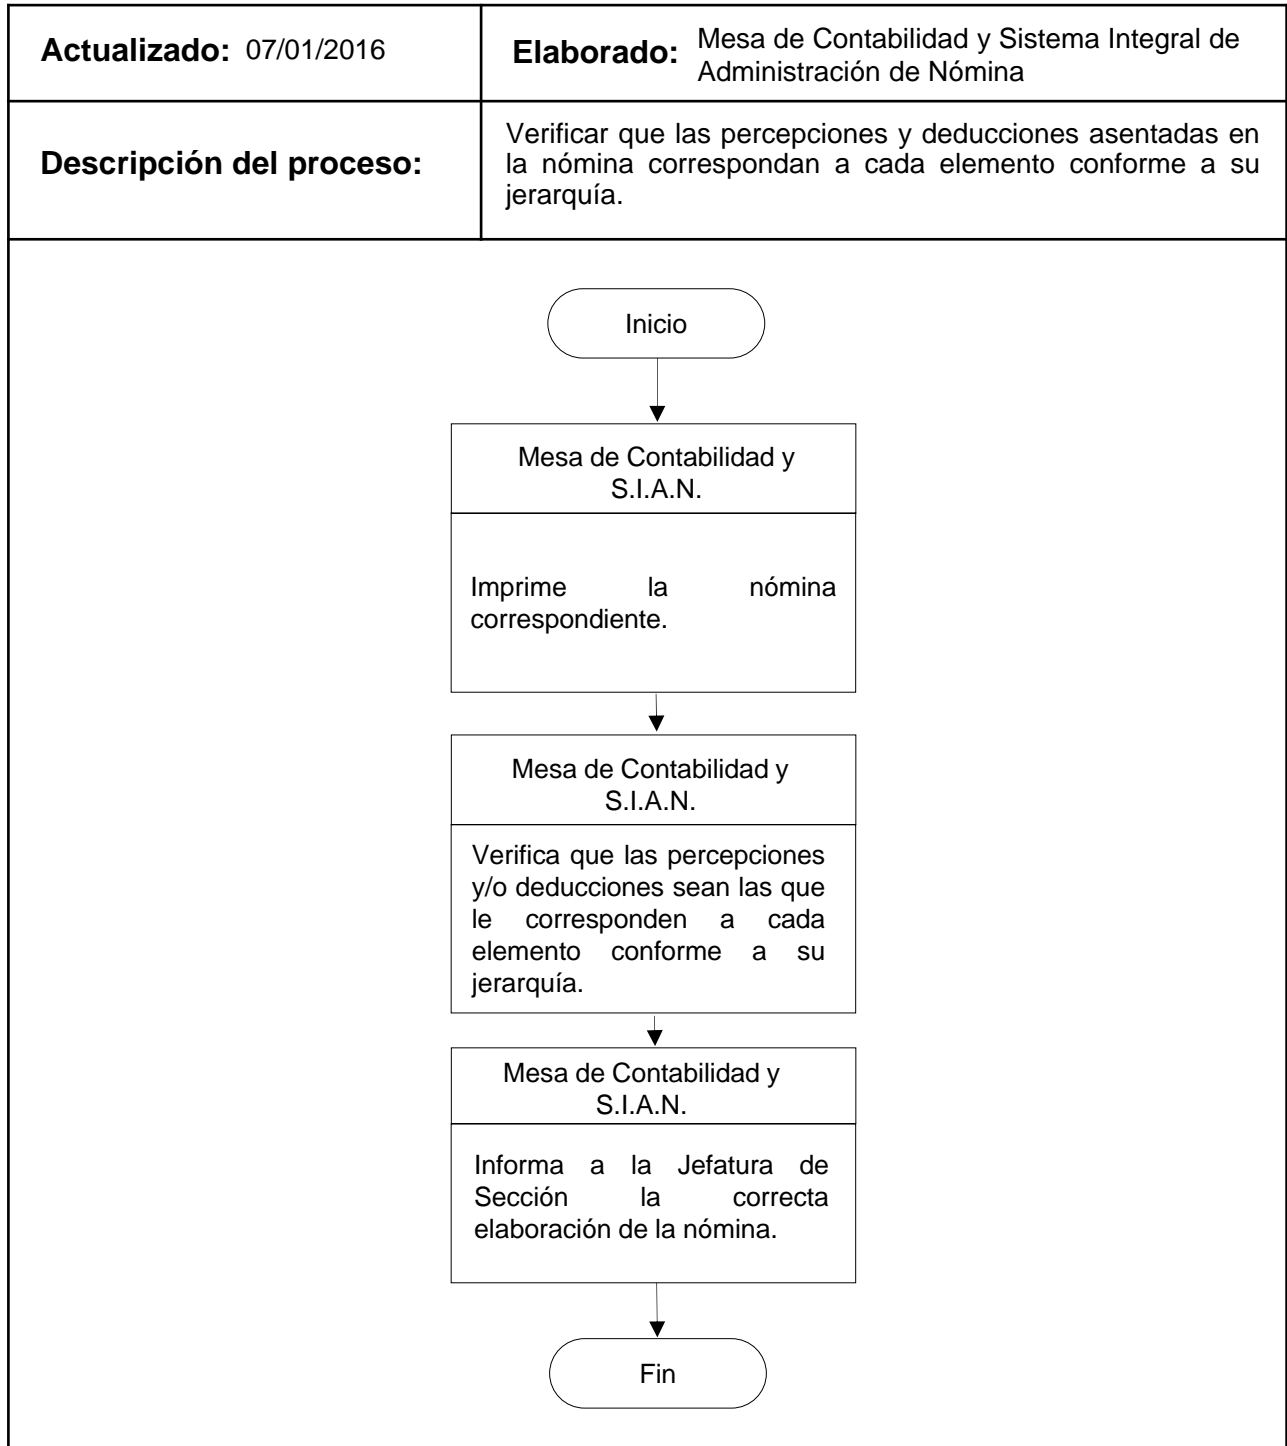 Actualizado: 07/01/2016
Elaborado: Mesa de Contabilidad y Sistema Integral de
Administración de Nómina
Descripción del proceso:
Verificar que las percepciones y deducciones asentadas en
la nómina correspondan a cada elemento conforme a su
jerarquía.
Inicio
Mesa de Contabilidad y
S.I.A.N.
Imprime la nómina
correspondiente.
Mesa de Contabilidad y
S.I.A.N.
Verifica que las percepciones
y/o deducciones sean las que
le corresponden a cada
elemento conforme a su
jerarquía.
Mesa de Contabilidad y
S.I.A.N.
Informa a la Jefatura de
Sección la correcta
elaboración de la nómina.
Fin